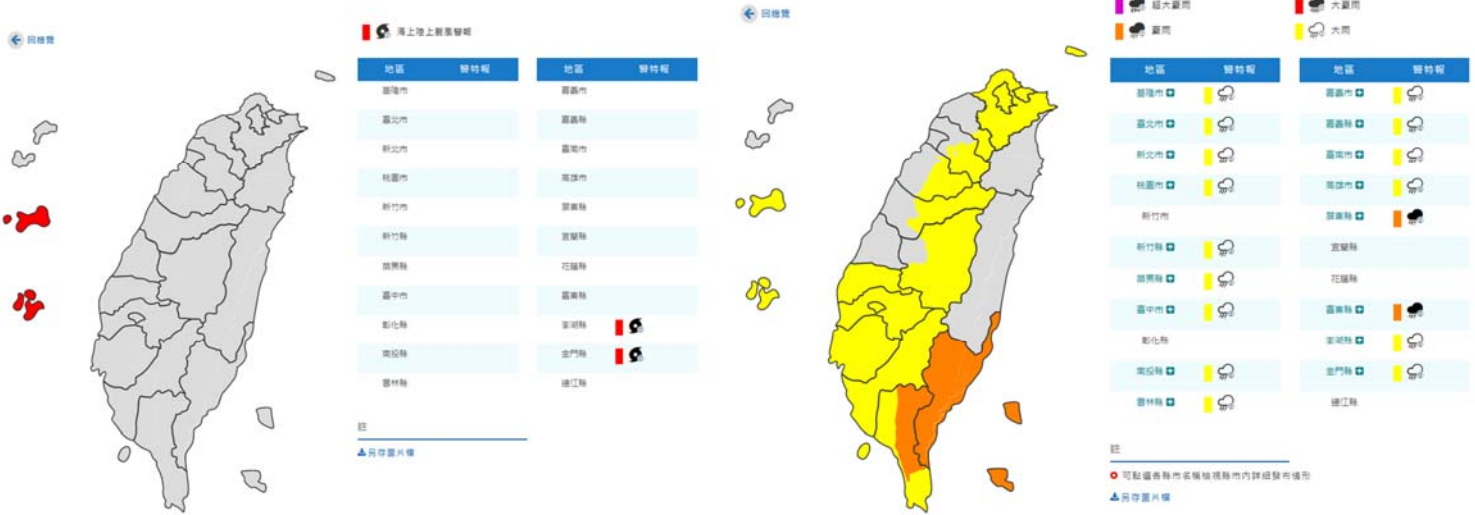 回總覽
海上陸上颱風警報
地區 警特報 地區 警特報
基隆市 嘉義市
臺北市 嘉義縣
新北市 臺南市
桃園市 高雄市
新竹市 屏東縣
新竹縣 宜蘭縣
苗栗縣 花蓮縣
臺中市 臺東縣
彰化縣 澎湖縣
南投縣 金門縣
雲林縣 連江縣
註
另存圖片檔
回總覽
超大豪雨 大豪雨
豪雨 大雨
地區 警特報 地區 警特報
基隆市 嘉義市
臺北市 嘉義縣
新北市 臺南市
桃園市 高雄市
新竹市 屏東縣
新竹縣 宜蘭縣
苗栗縣 花蓮縣
臺中市 臺東縣
彰化縣 澎湖縣
南投縣 金門縣
雲林縣 連江縣
註
可點選各縣市名稱檢視縣市內詳細發布情形
另存圖片檔